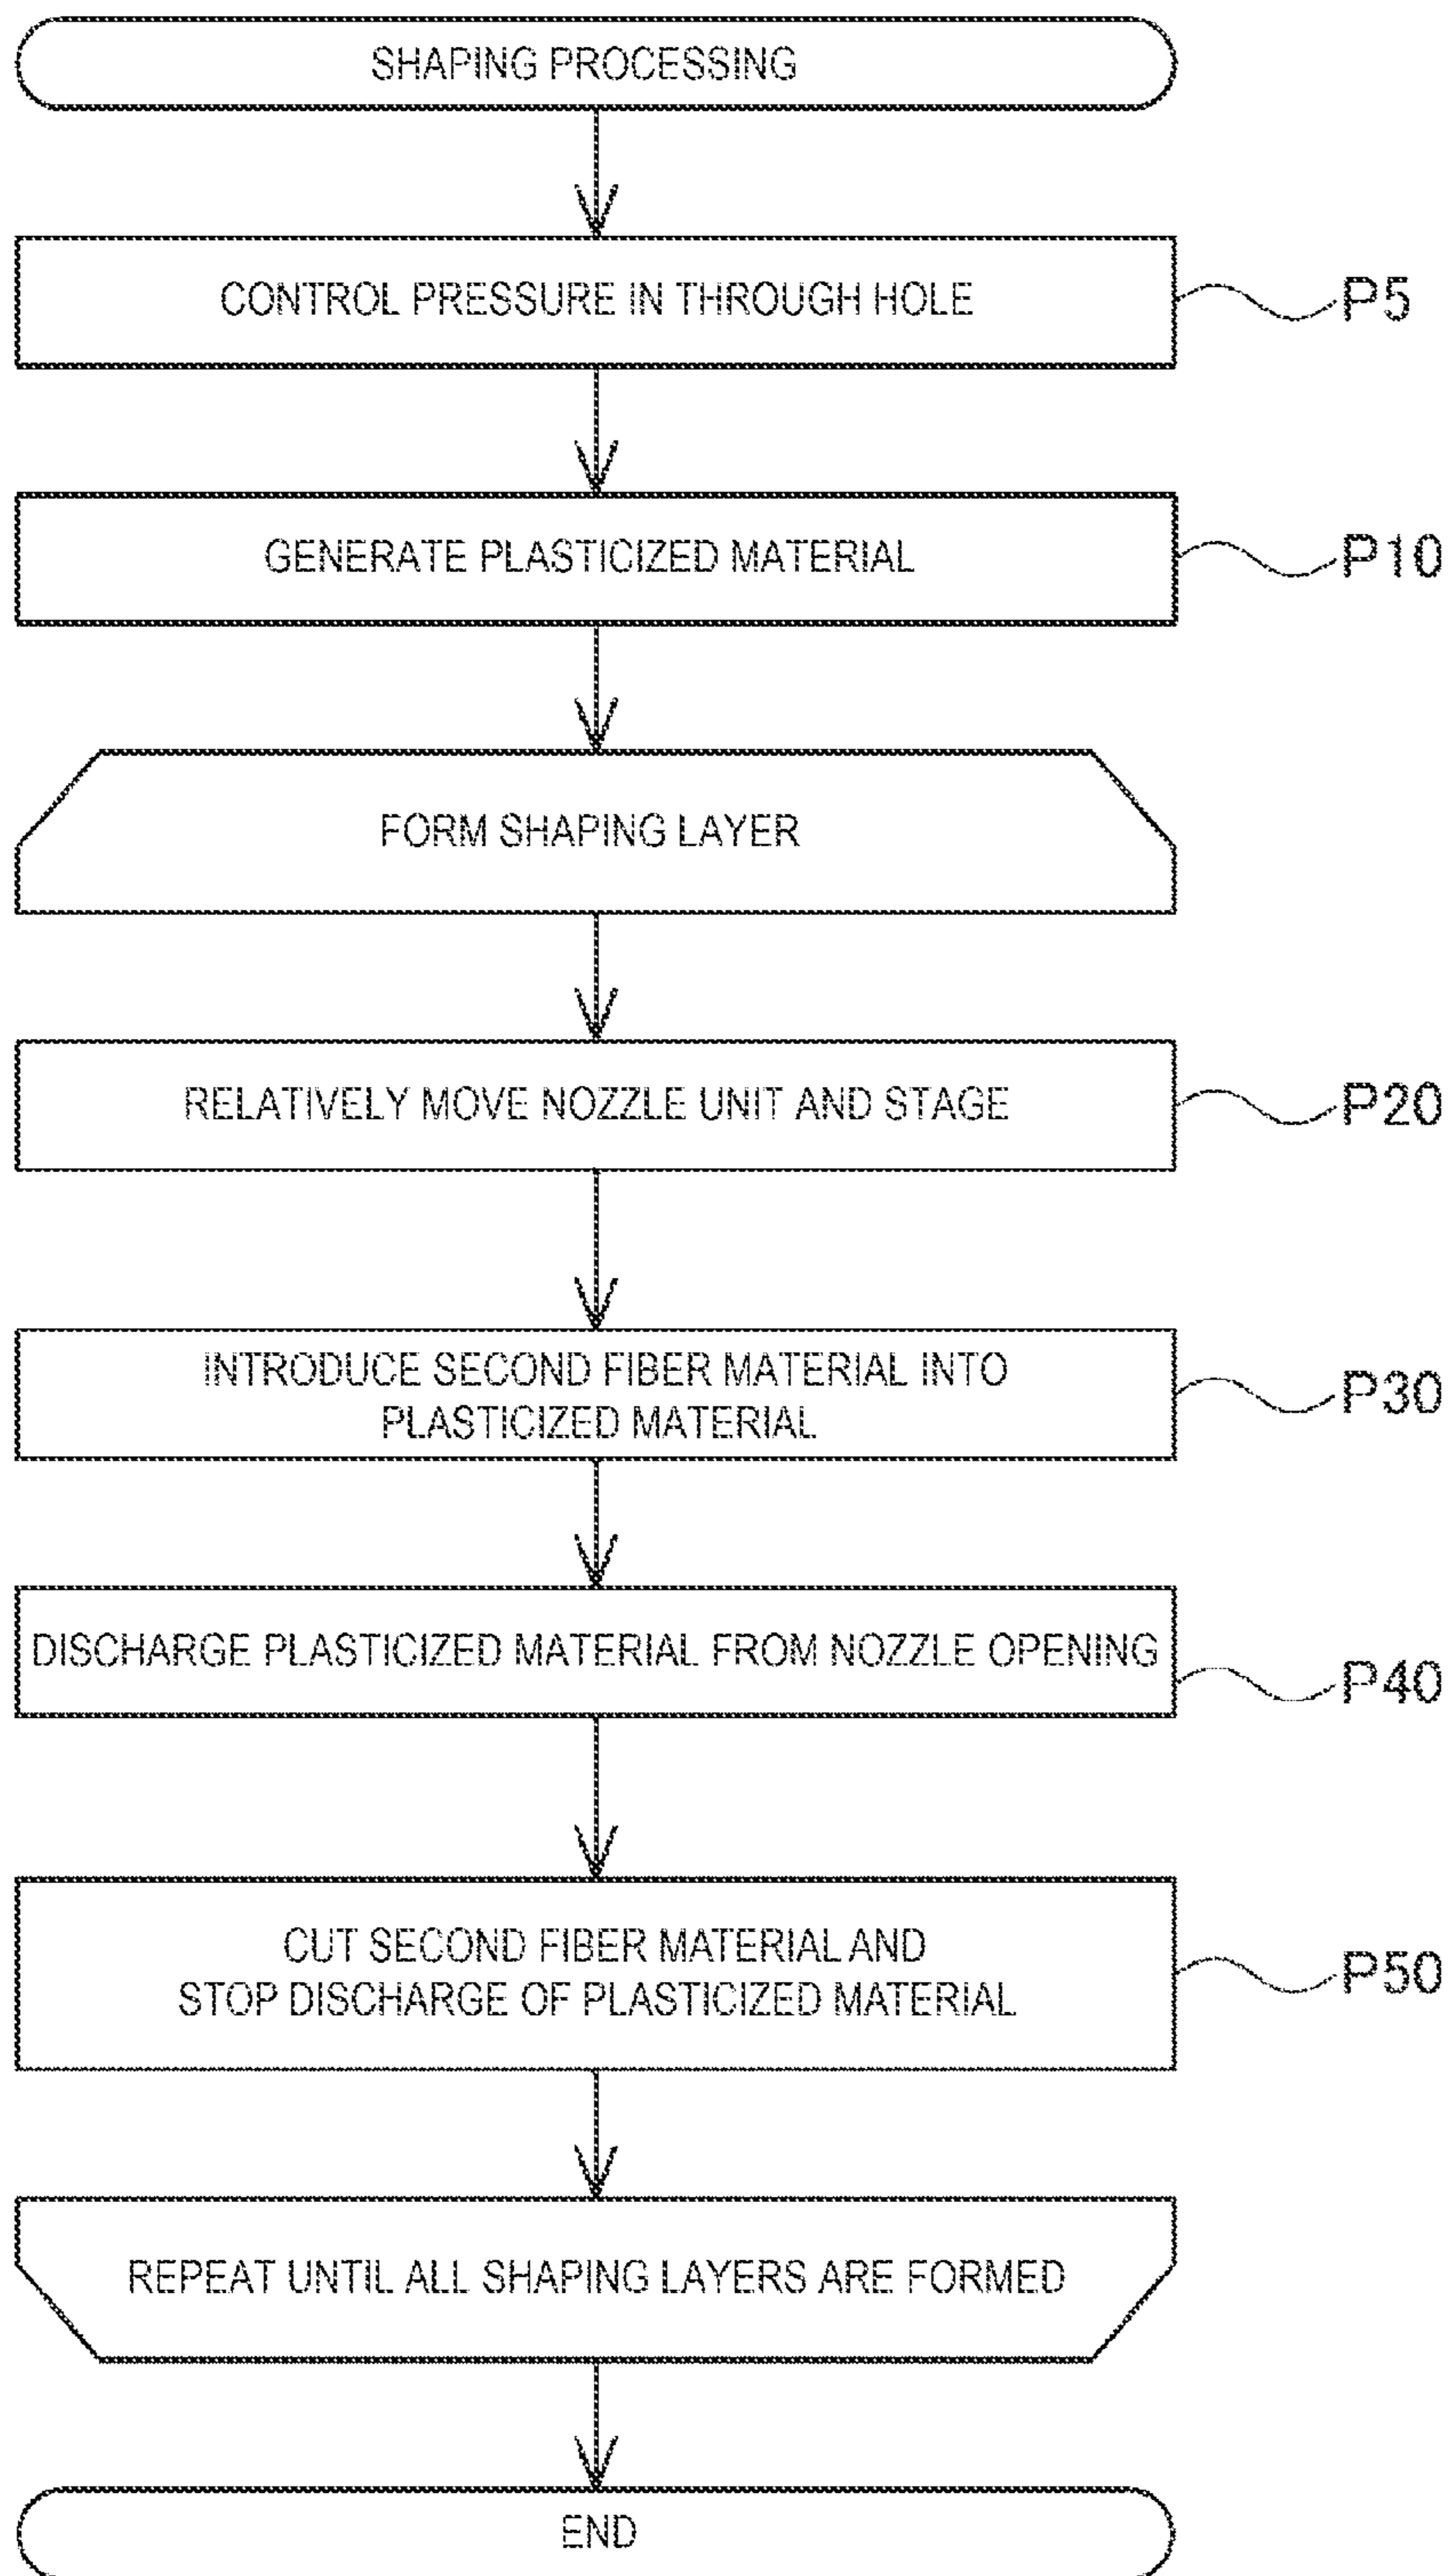 SHAPING PROCESSING
CONTROL PRESSURE IN THROUGH HOLE
P5
GENERATE PLASTICIZED MATERIAL
P10
FORM SHAPING LAYER
RELATIVELY MOVE NOZZLE UNIT AND STAGE
P20
INTRODUCE SECOND FIBER MATERIAL INTO
PLASTICIZED MATERIAL
P30
DISCHARGE PLASTICIZED MATERIAL FROM NOZZLE OPENING
P40
CUT SECOND FIBER MATERIAL AND
STOP DISCHARGE OF PLASTICIZED MATERIAL
P50
REPEAT UNTIL ALL SHAPING LAYERS ARE FORMED
END